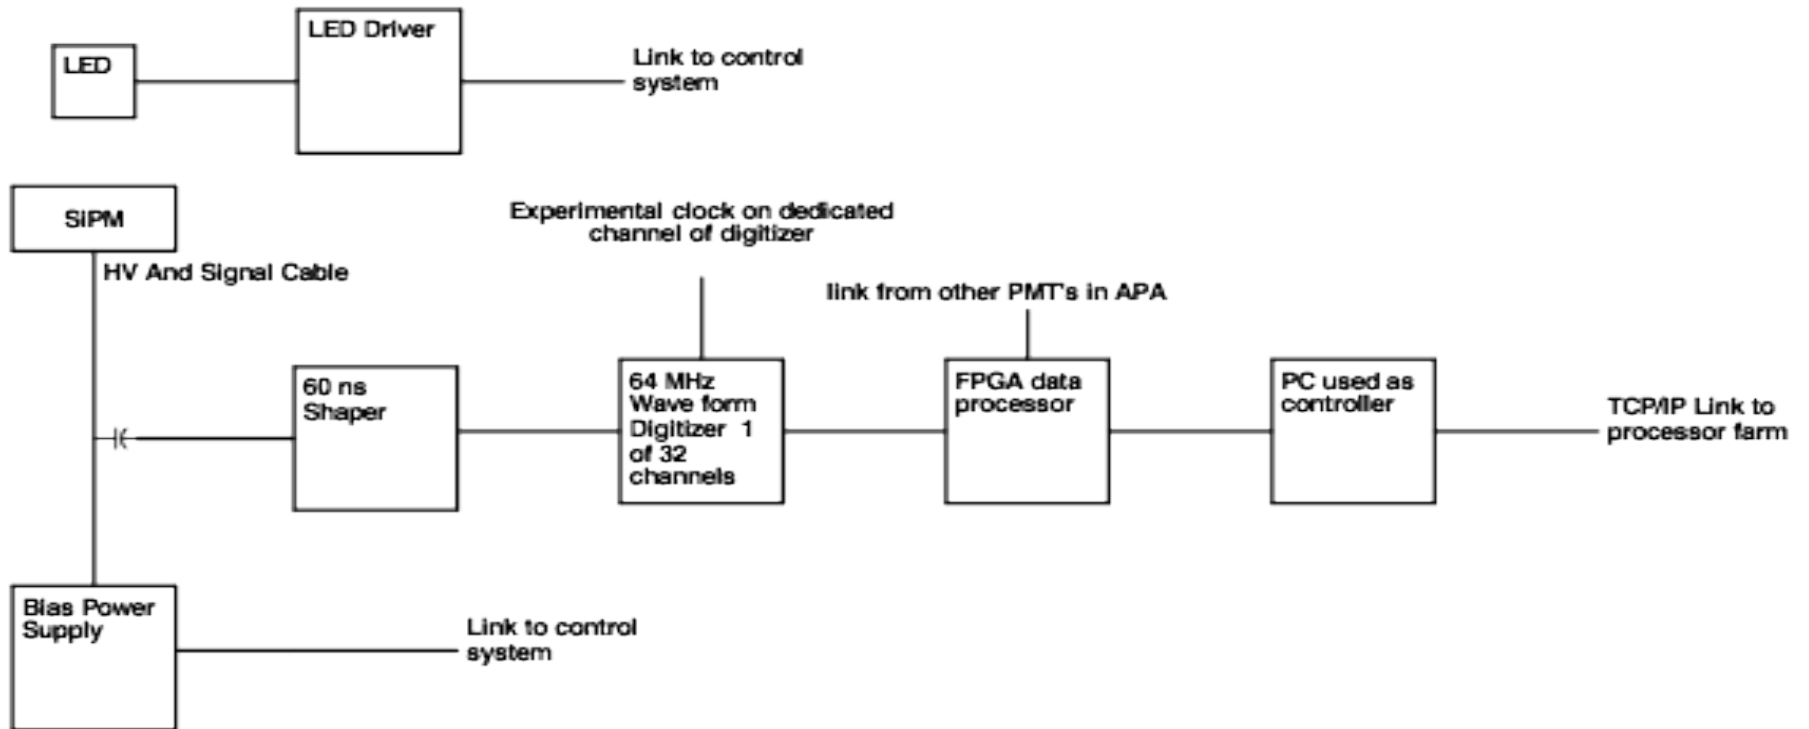 LED
LED Driver
Link to control
system
SiPM
HV And Signal Cable
Experimental clock on dedicated
channel of digitizer
link from other PMT's in APA
60 ns
Shaper
64 MHz
Wave form
Digitizer 1
of 32
channels
FPGA data
processor
PC used as
controller
TCP/IP Link to
processor farm
Bias Power
Supply
Link to control
system